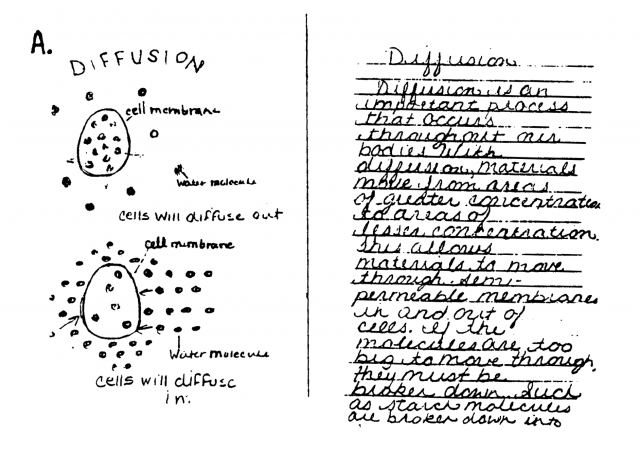 A.
DIFFUSION
cell membrane
water molecule
cells will diffuse out
cell membrane
Water molecule
cells will diffuse
in.
Diffusion
Diffusion is an
important process
that occurs
throughout our
bodies. With
diffusion, materials
move from areas
of greater concentration
to areas of
lesser concentration.
This allows
materials to move
through semi-
permeable membranes
in and out of
cells. If the
molecules are too
big to move through,
they must be
broken down. Such
as starch molecules
are broken down into